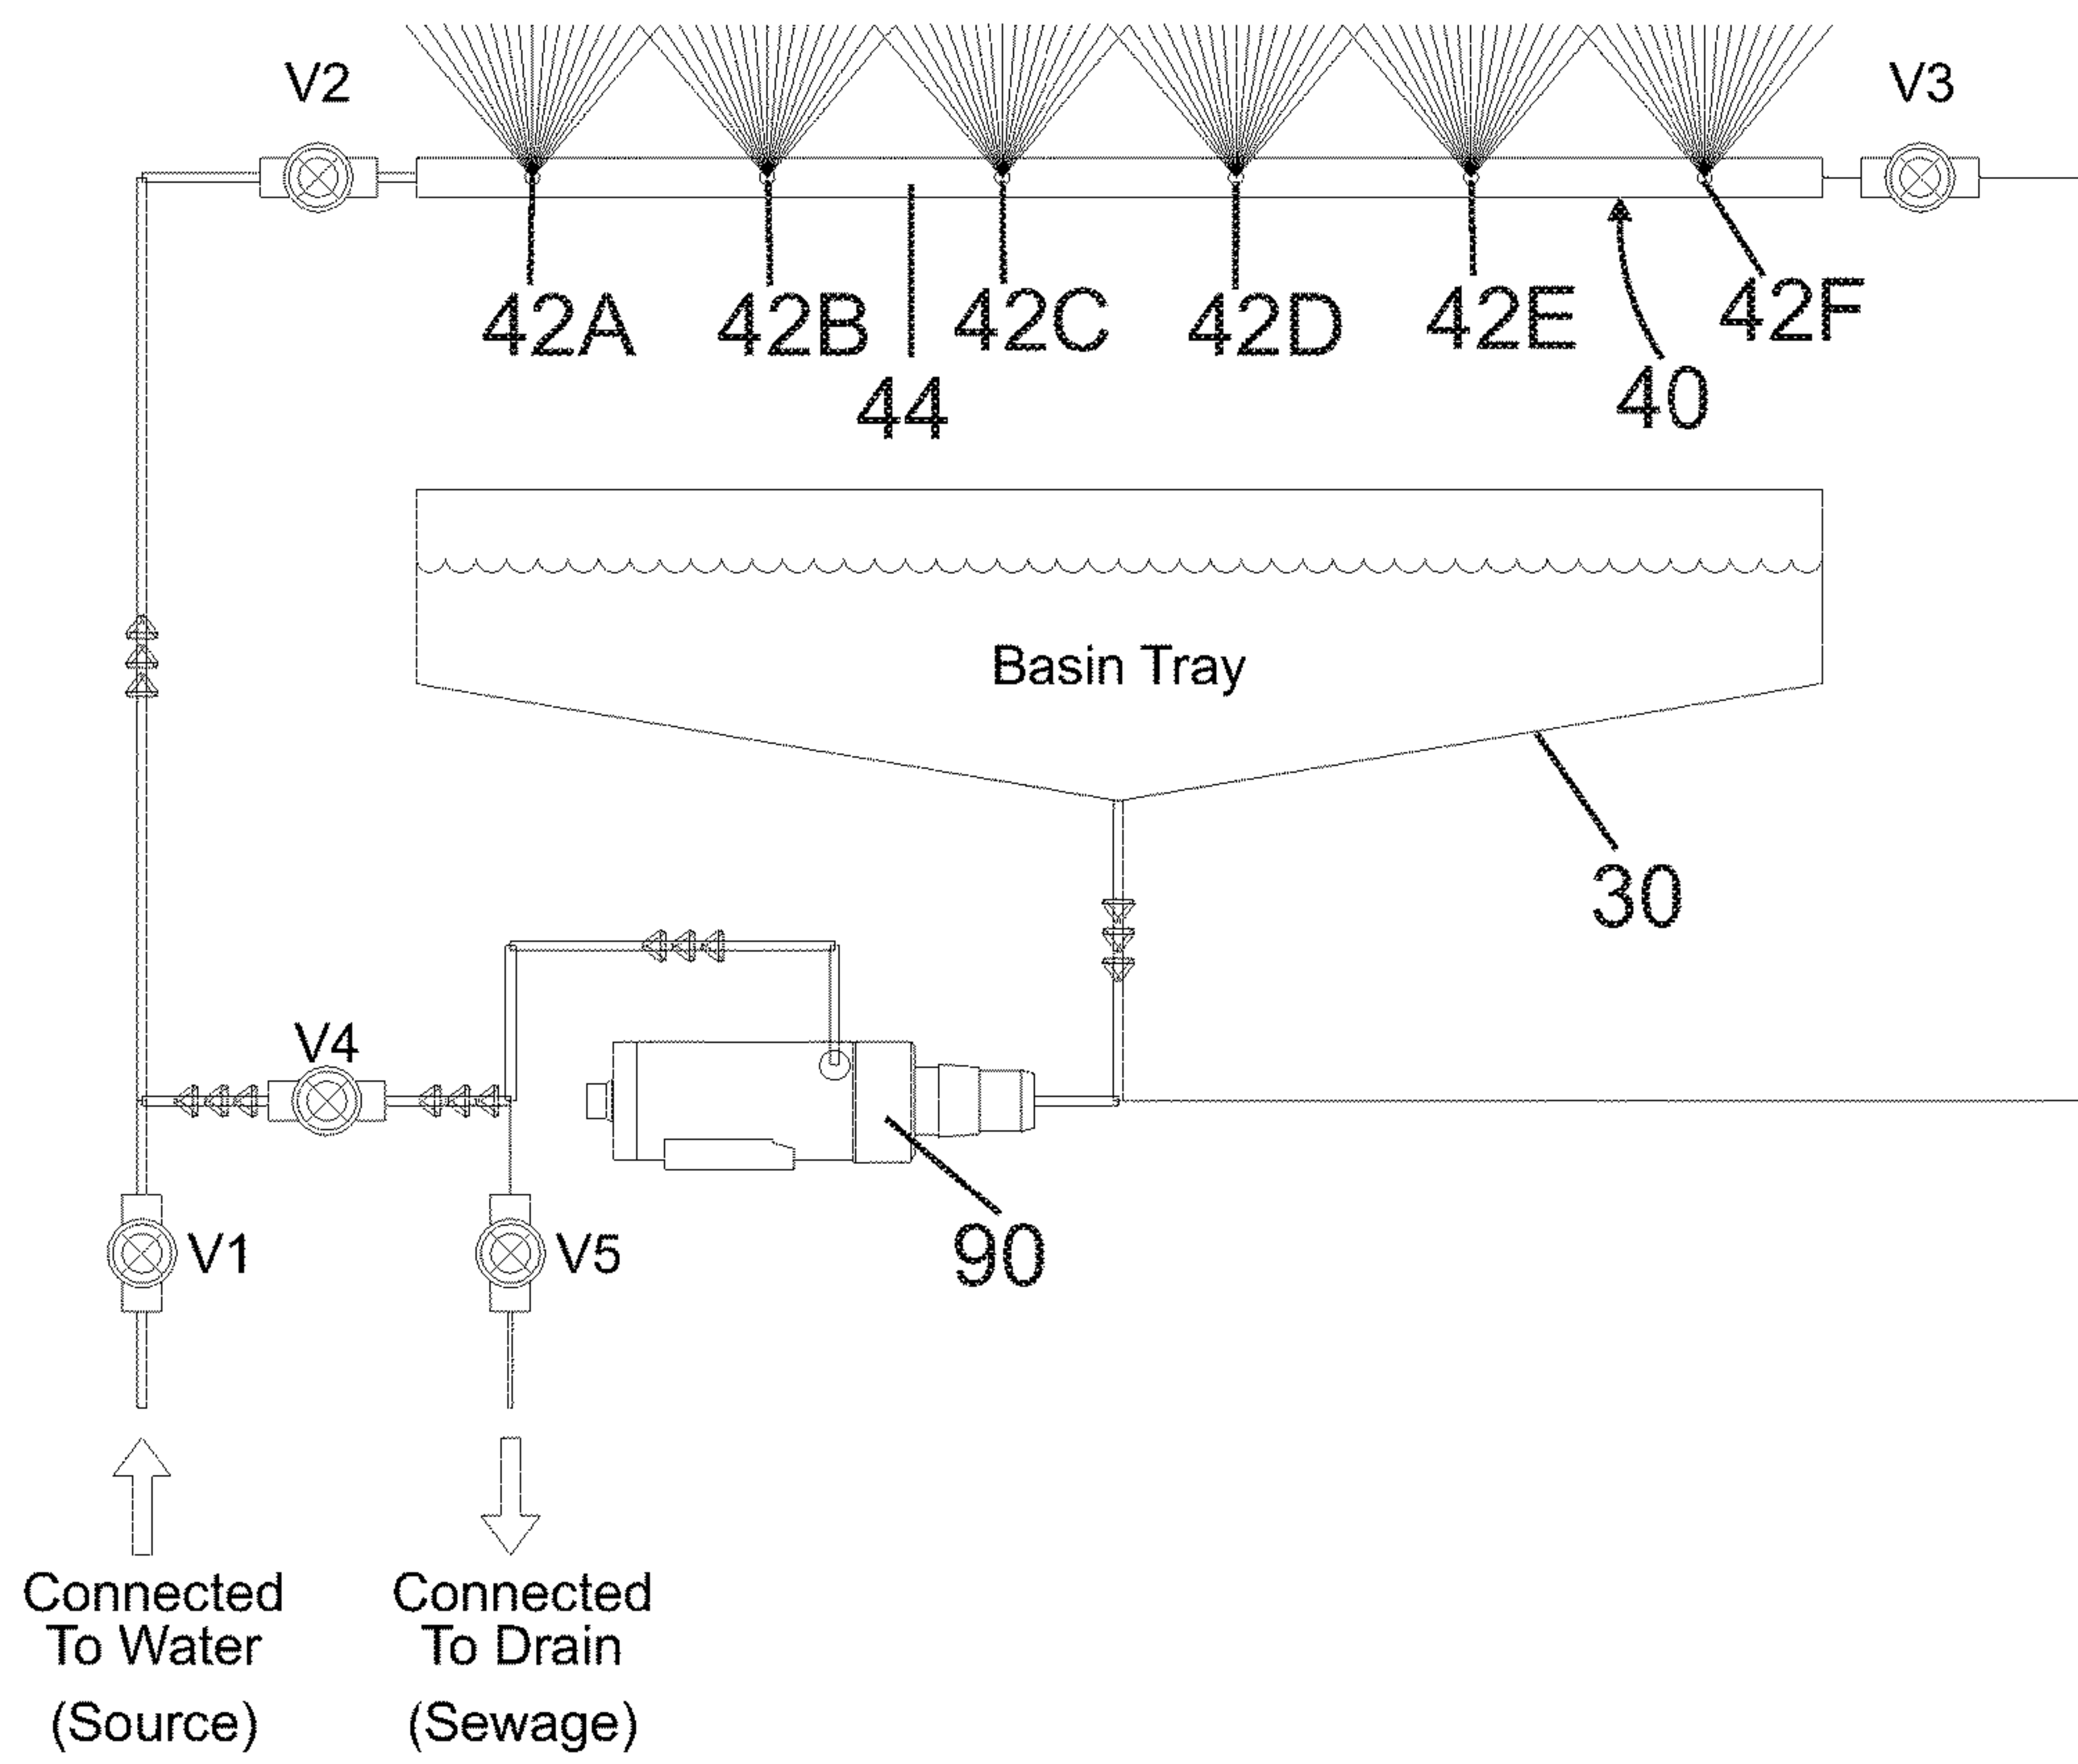 V2
V3
42A
42B
42C
42D
42E
42F
44
40
Basin Tray
30
V4
V1
V5
90
Connected
To Water
(Source)
Connected
To Drain
(Sewage)